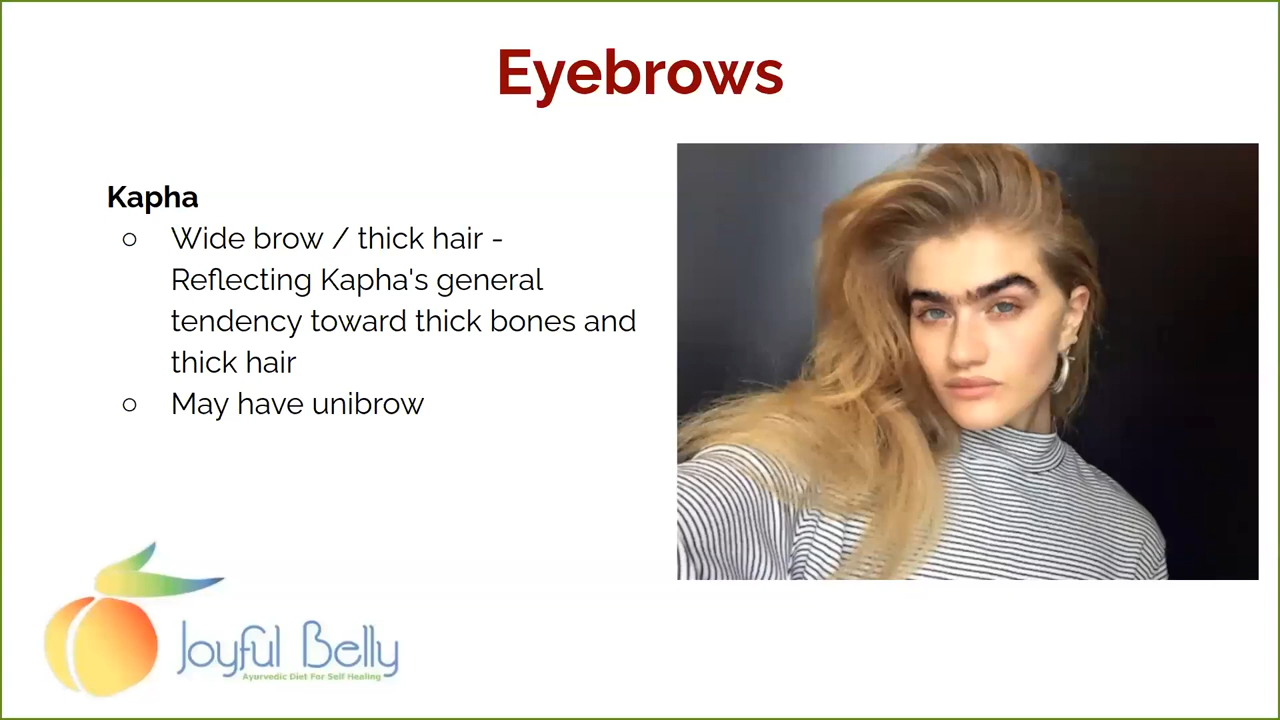 Eyebrows
Kapha
○ Wide brow / thick hair -
Reflecting Kapha's general
tendency toward thick bones and
thick hair
○ May have unibrow
Joyful Belly
Ayurvedic Diet For Self Healing